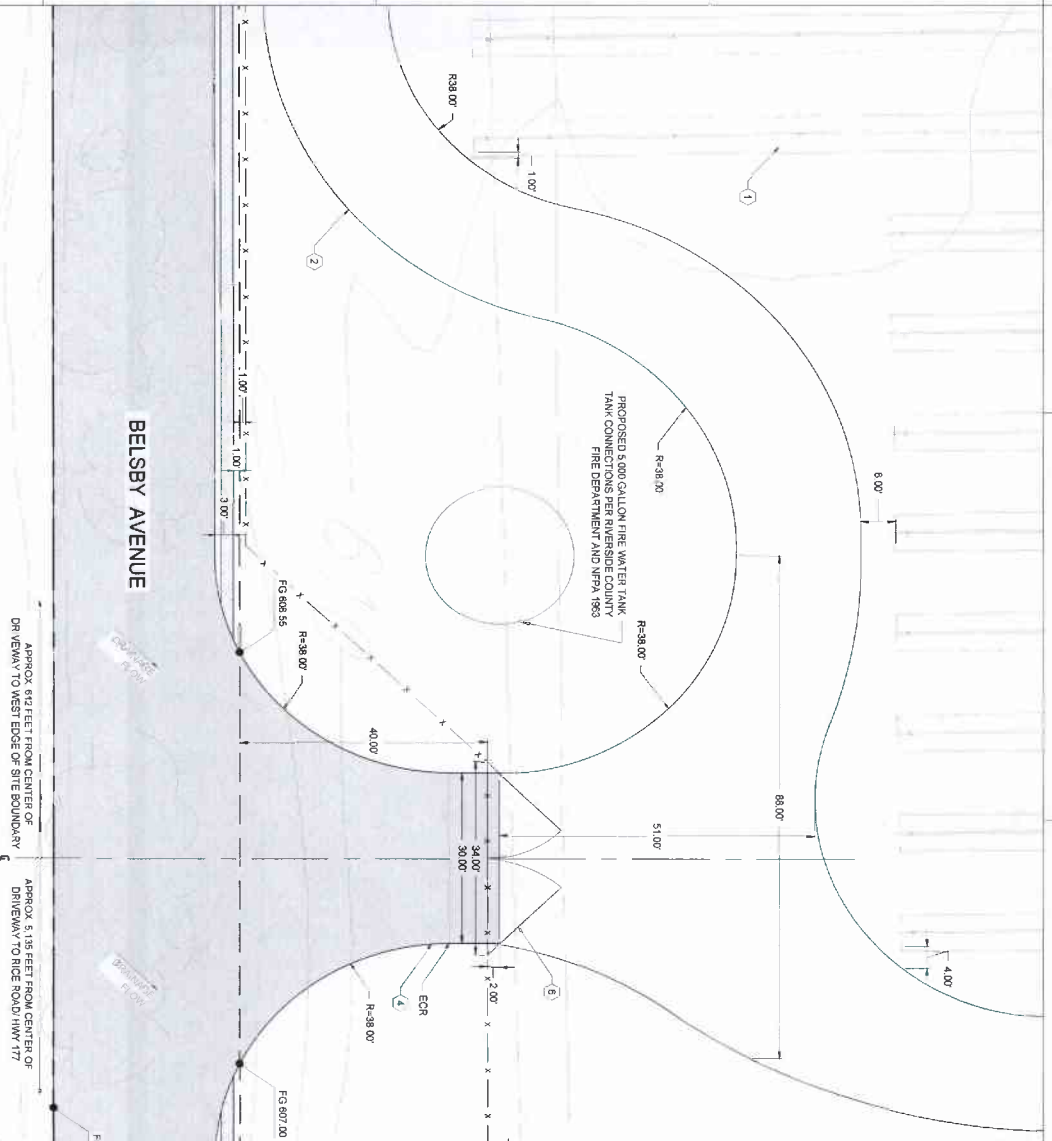 R38.00'
1.00'
1
2
PROPOSED 5,000 GALLON FIRE WATER TANK
TANK CONNECTIONS PER RIVERSIDE COUNTY
FIRE DEPARTMENT AND NFPA 1963
R=38.00'
R=38.00'
6.00'
88.00'
51.00'
4.00'
1.00'
1.00'
3.00'
BELSBY AVENUE
FG 608.55
R=38.00'
40.00'
34.00'
30.00'
2.00'
6
4
ECR
R=38.00'
FG 607.00
DRAINAGE
FLOW
DRAINAGE
FLOW
APPROX. 612 FEET FROM CENTER OF
DRIVEWAY TO WEST EDGE OF SITE BOUNDARY
APPROX. 5,135 FEET FROM CENTER OF
DRIVEWAY TO RICE ROAD/ HWY 177